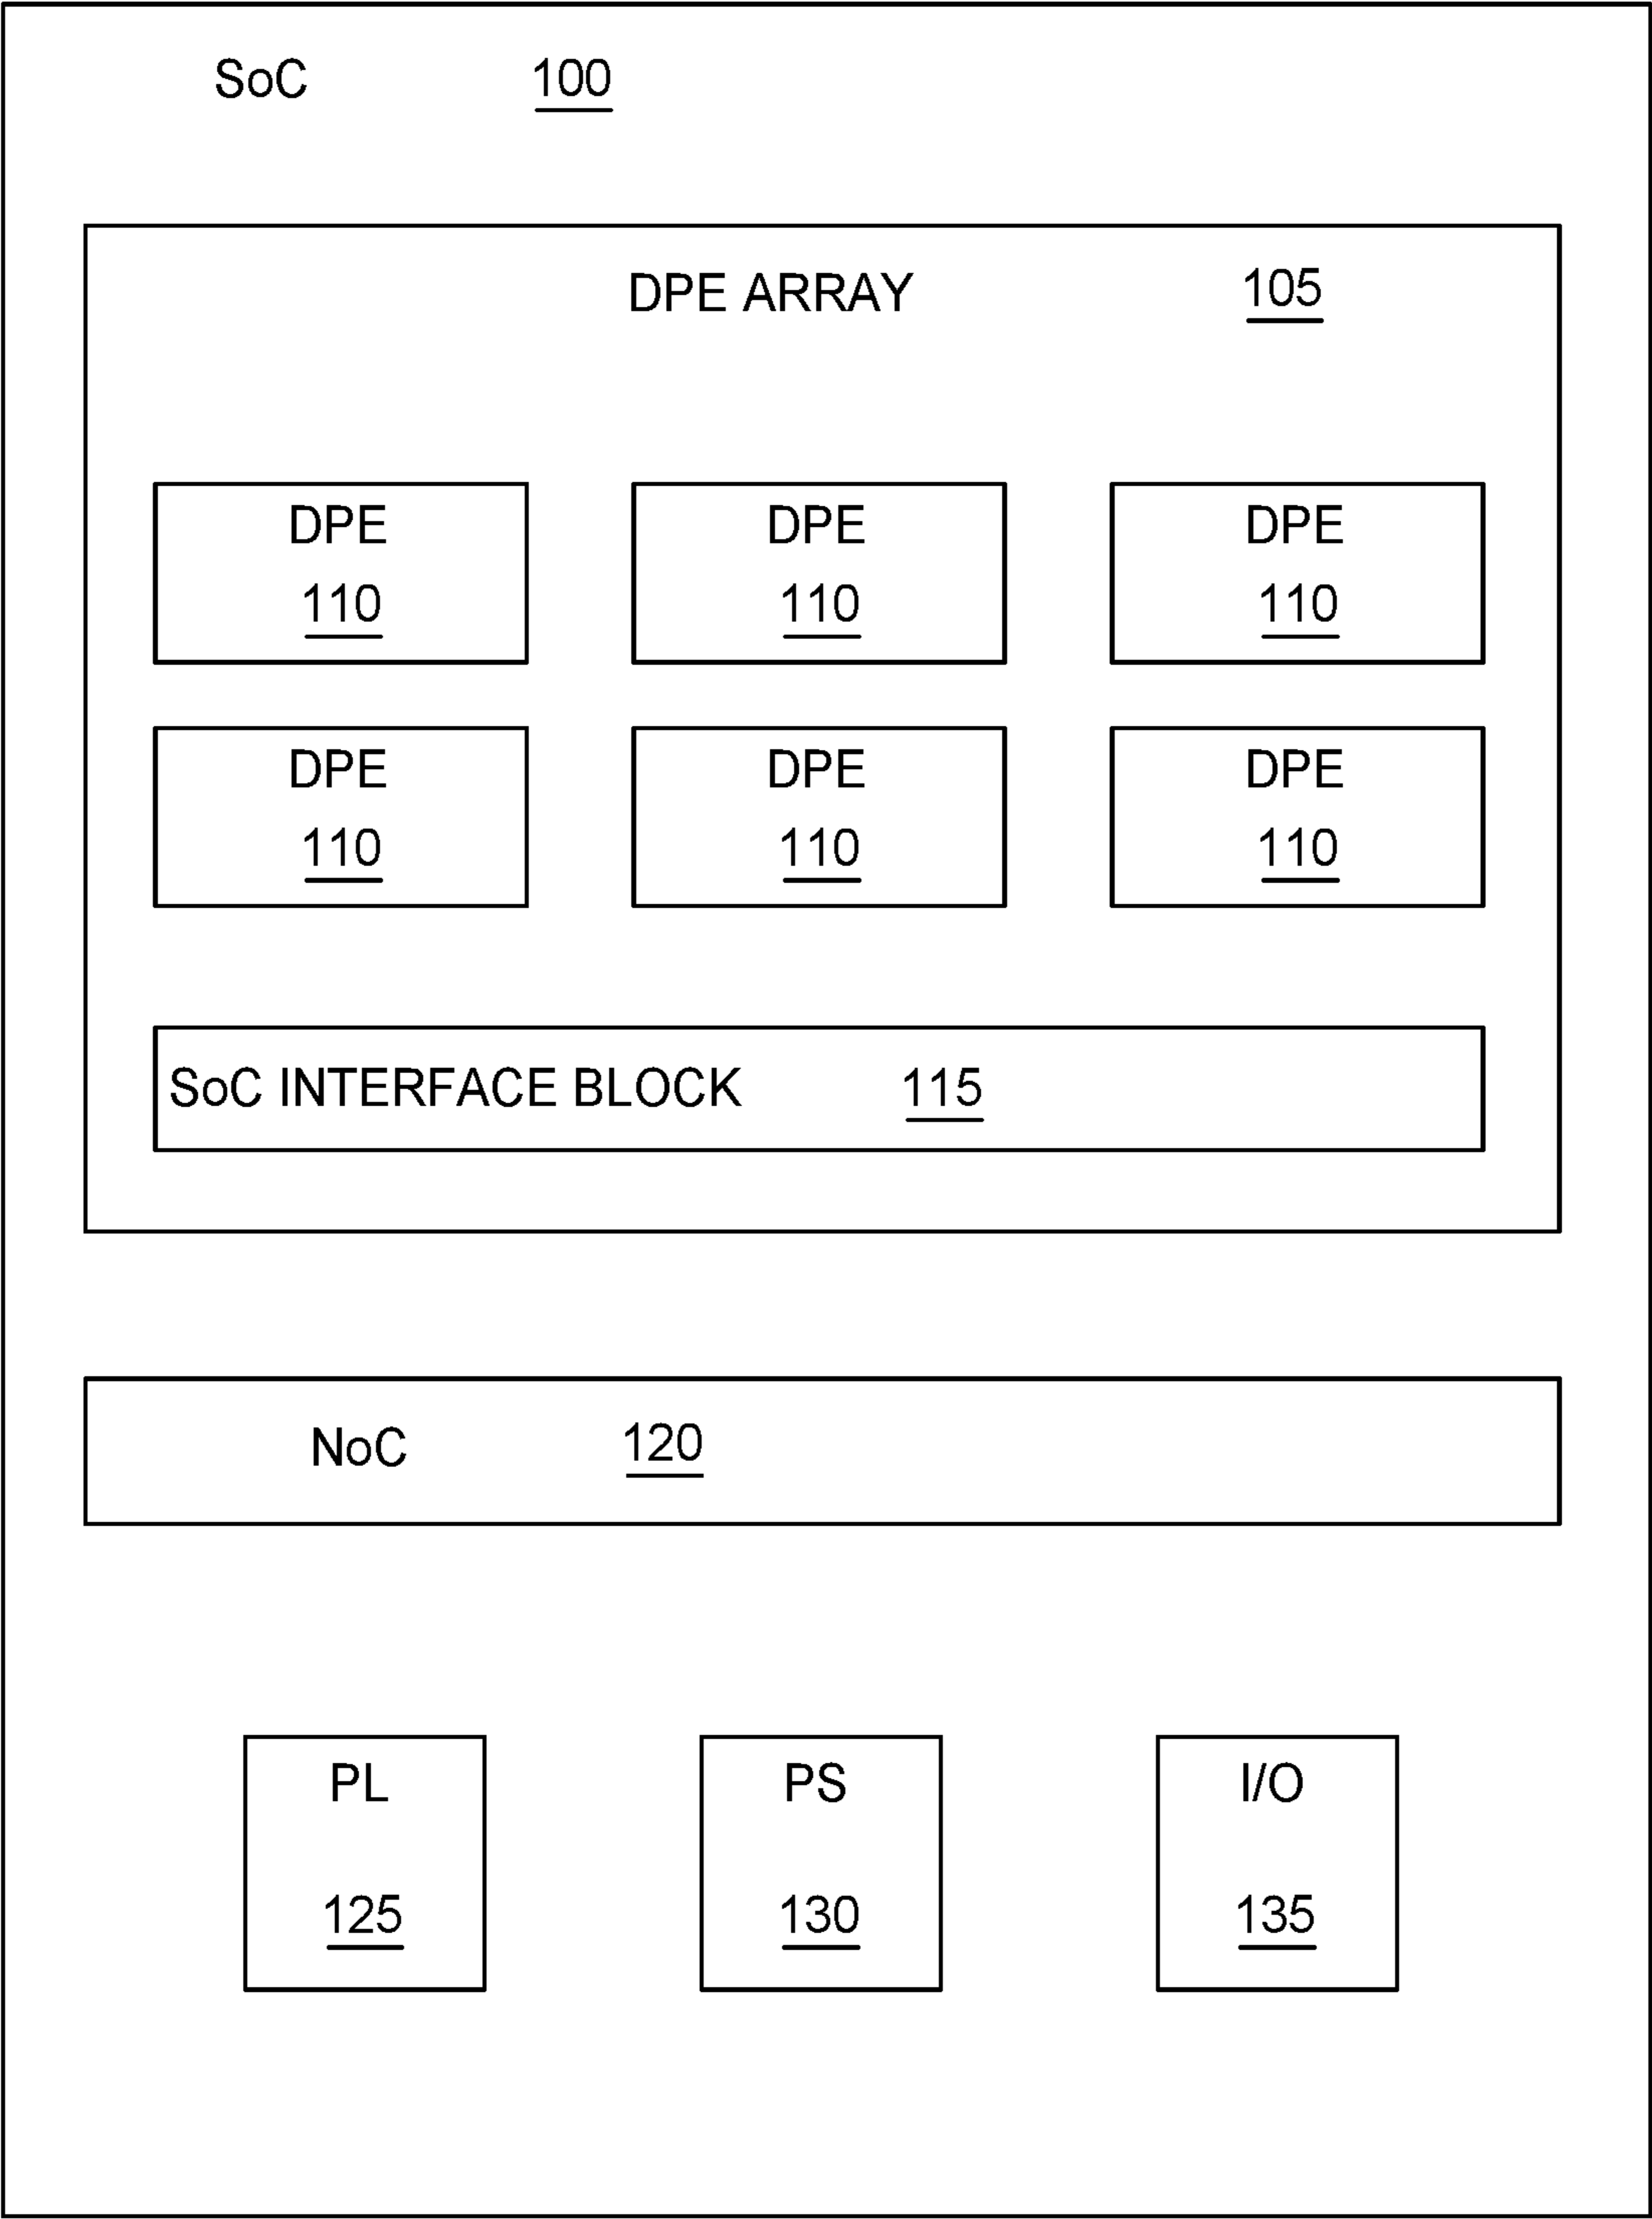 SoC 100
DPE ARRAY 105
DPE DPE DPE
110 110 110
DPE DPE DPE
110 110 110
SoC INTERFACE BLOCK 115
NoC 120
PL PS I/O
125 130 135